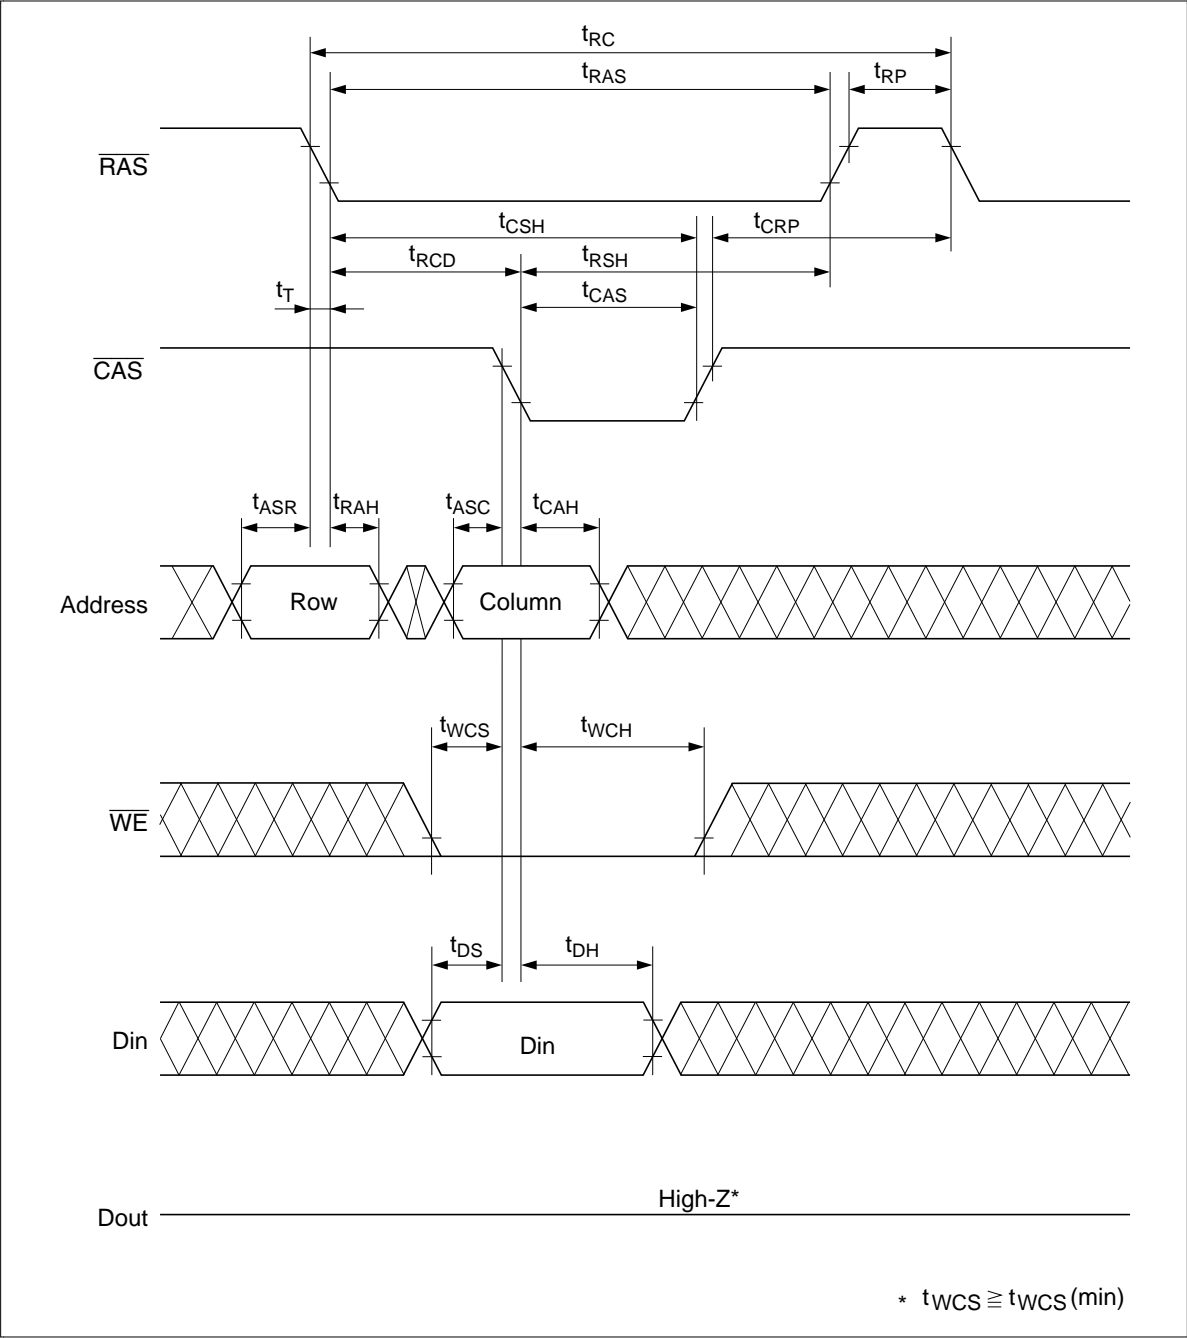 tRC
tRAS
tRP
RAS
tCSH
tCRP
tRCD
tRSH
tT
tCAS
CAS
tASR
tRAH
tASC
tCAH
Address
Row
Column
tWCS
tWCH
WE
tDS
tDH
Din
Din
High-Z*
Dout
* tWCS ≧ tWCS (min)